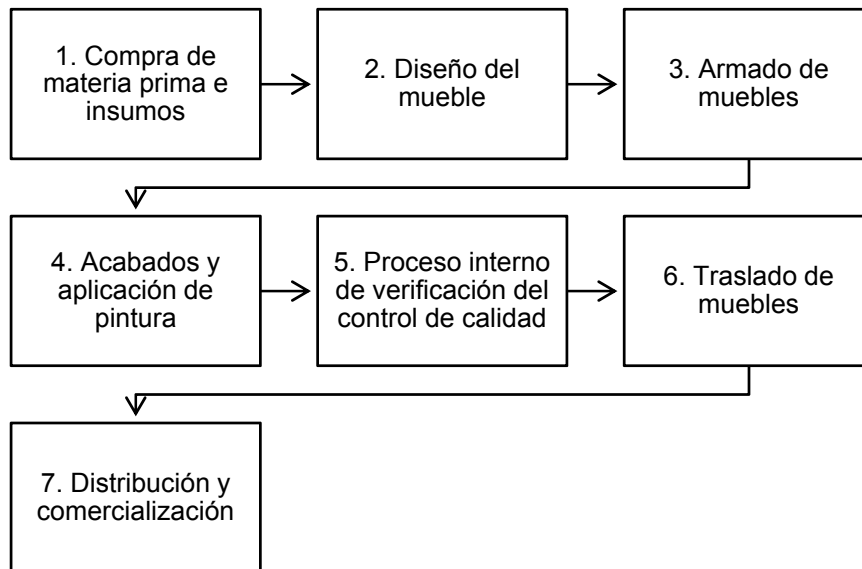 1. Compra de
materia prima e
insumos
2. Diseño del
mueble
3. Armado de
muebles
4. Acabados y
aplicación de
pintura
5. Proceso interno
de verificación del
control de calidad
6. Traslado de
muebles
7. Distribución y
comercialización